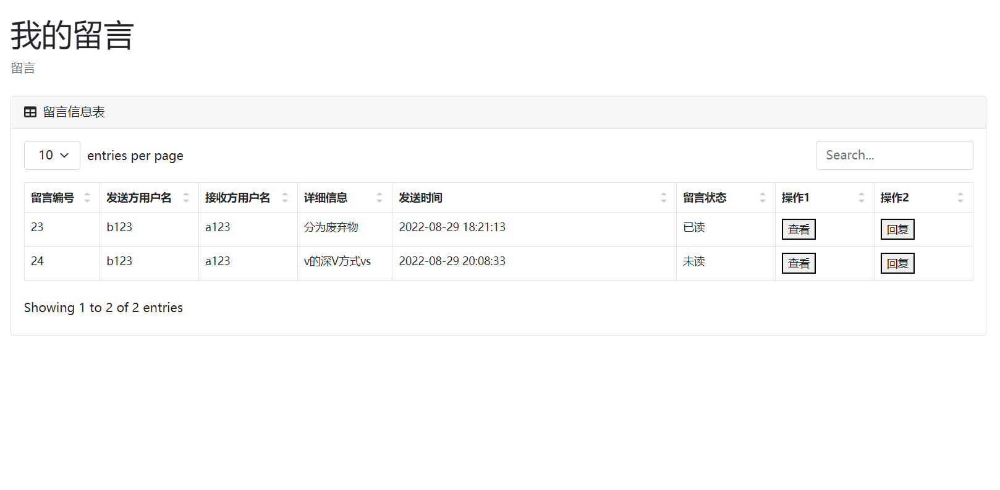 我的留言
留言
留言信息表
10 entries per page Search...
留言编号 发送方用户名 接收方用户名 详细信息 发送时间 留言状态 操作1 操作2
23 b123 a123 分为废弃物 2022-08-29 18:21:13 已读 查看 回复
24 b123 a123 v的深V方式vs 2022-08-29 20:08:33 未读 查看 回复
Showing 1 to 2 of 2 entries